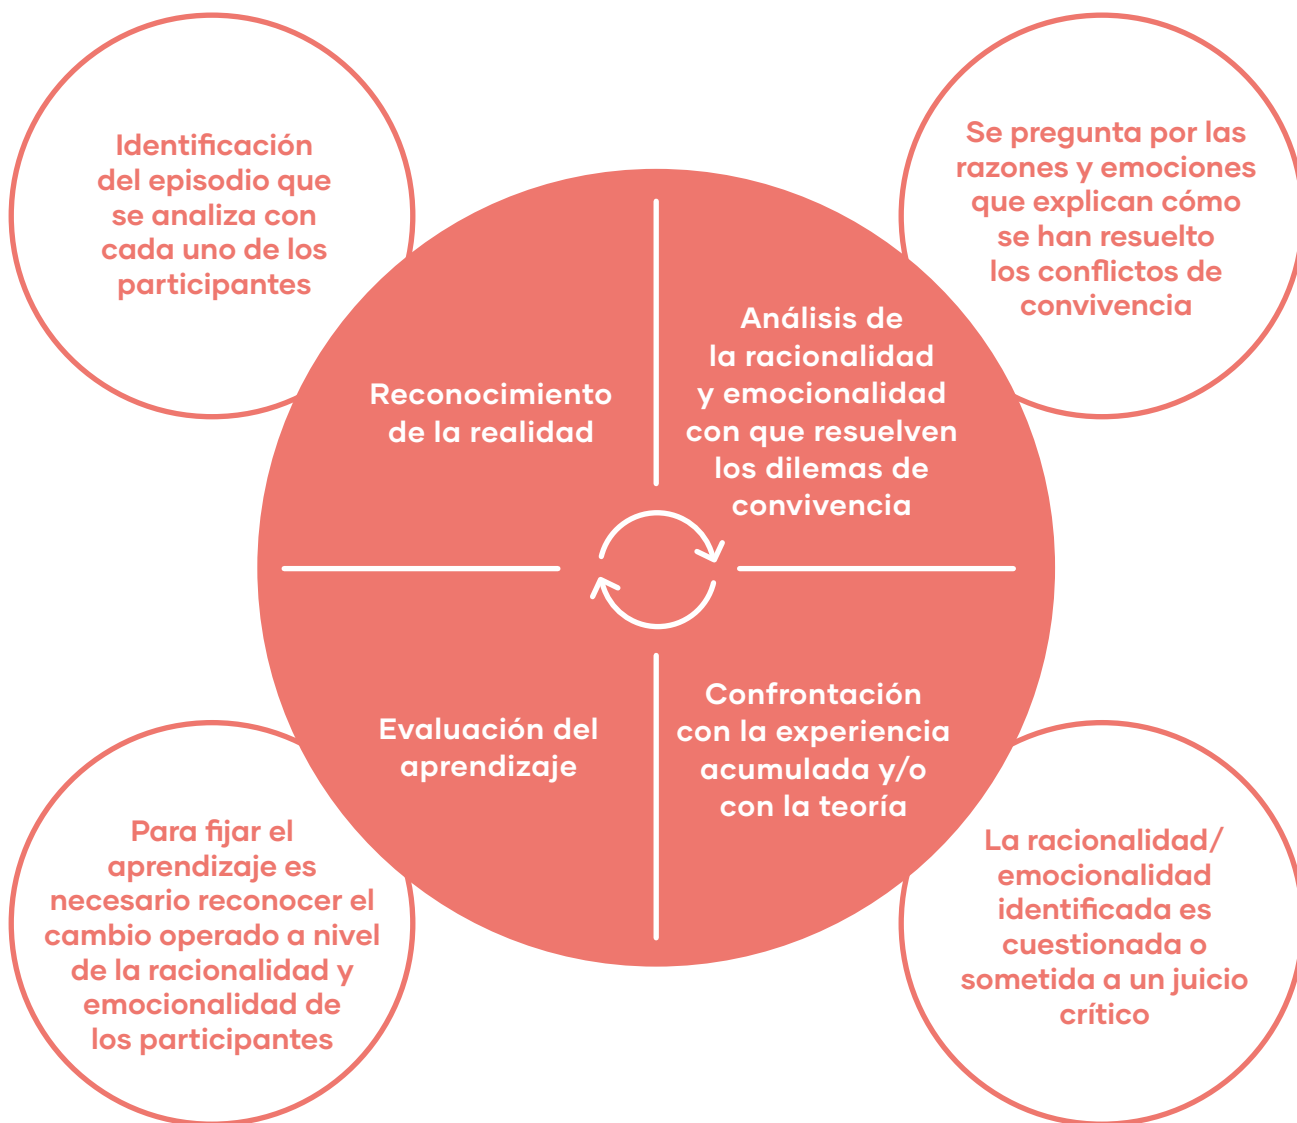 Identificación
del episodio que
se analiza con
cada uno de los
participantes
Se pregunta por las
razones y emociones
que explican cómo
se han resuelto
los conflictos de
convivencia
Reconocimiento
de la realidad
Análisis de
la racionalidad
y emocionalidad
con que resuelven
los dilemas de
convivencia
Evaluación del
aprendizaje
Confrontación
con la experiencia
acumulada y/o
con la teoría
Para fijar el
aprendizaje es
necesario reconocer el
cambio operado a nivel
de la racionalidad y
emocionalidad de
los participantes
La racionalidad/
emocionalidad
identificada es
cuestionada o
sometida a un juicio
crítico